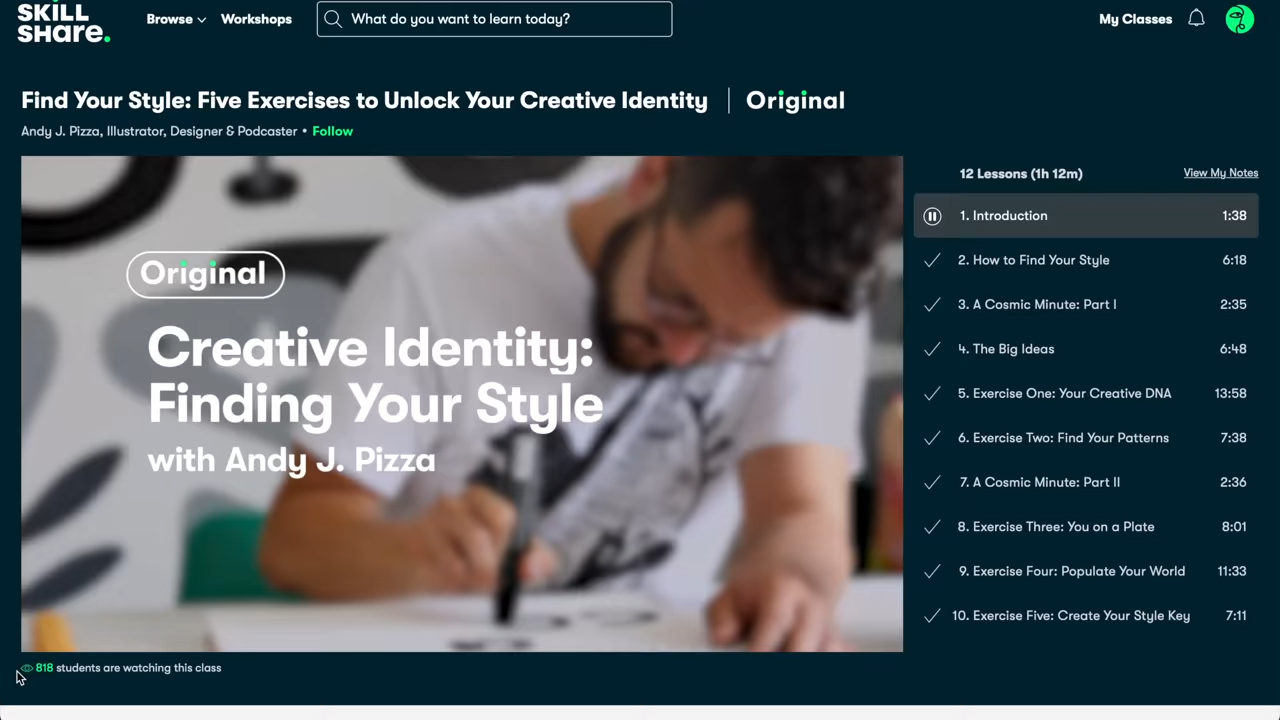 SKILL
SHARE.
Browse
Workshops
What do you want to learn today?
My Classes
Find Your Style: Five Exercises to Unlock Your Creative Identity
Original
Andy J. Pizza, Illustrator, Designer & Podcaster • Follow
Original
Creative Identity:
Finding Your Style
with Andy J. Pizza
818 students are watching this class
12 Lessons (1h 12m)
View My Notes
1. Introduction 1:38
2. How to Find Your Style 6:18
3. A Cosmic Minute: Part I 2:35
4. The Big Ideas 6:48
5. Exercise One: Your Creative DNA 13:58
6. Exercise Two: Find Your Patterns 7:38
7. A Cosmic Minute: Part II 2:36
8. Exercise Three: You on a Plate 8:01
9. Exercise Four: Populate Your World 11:33
10. Exercise Five: Create Your Style Key 7:11